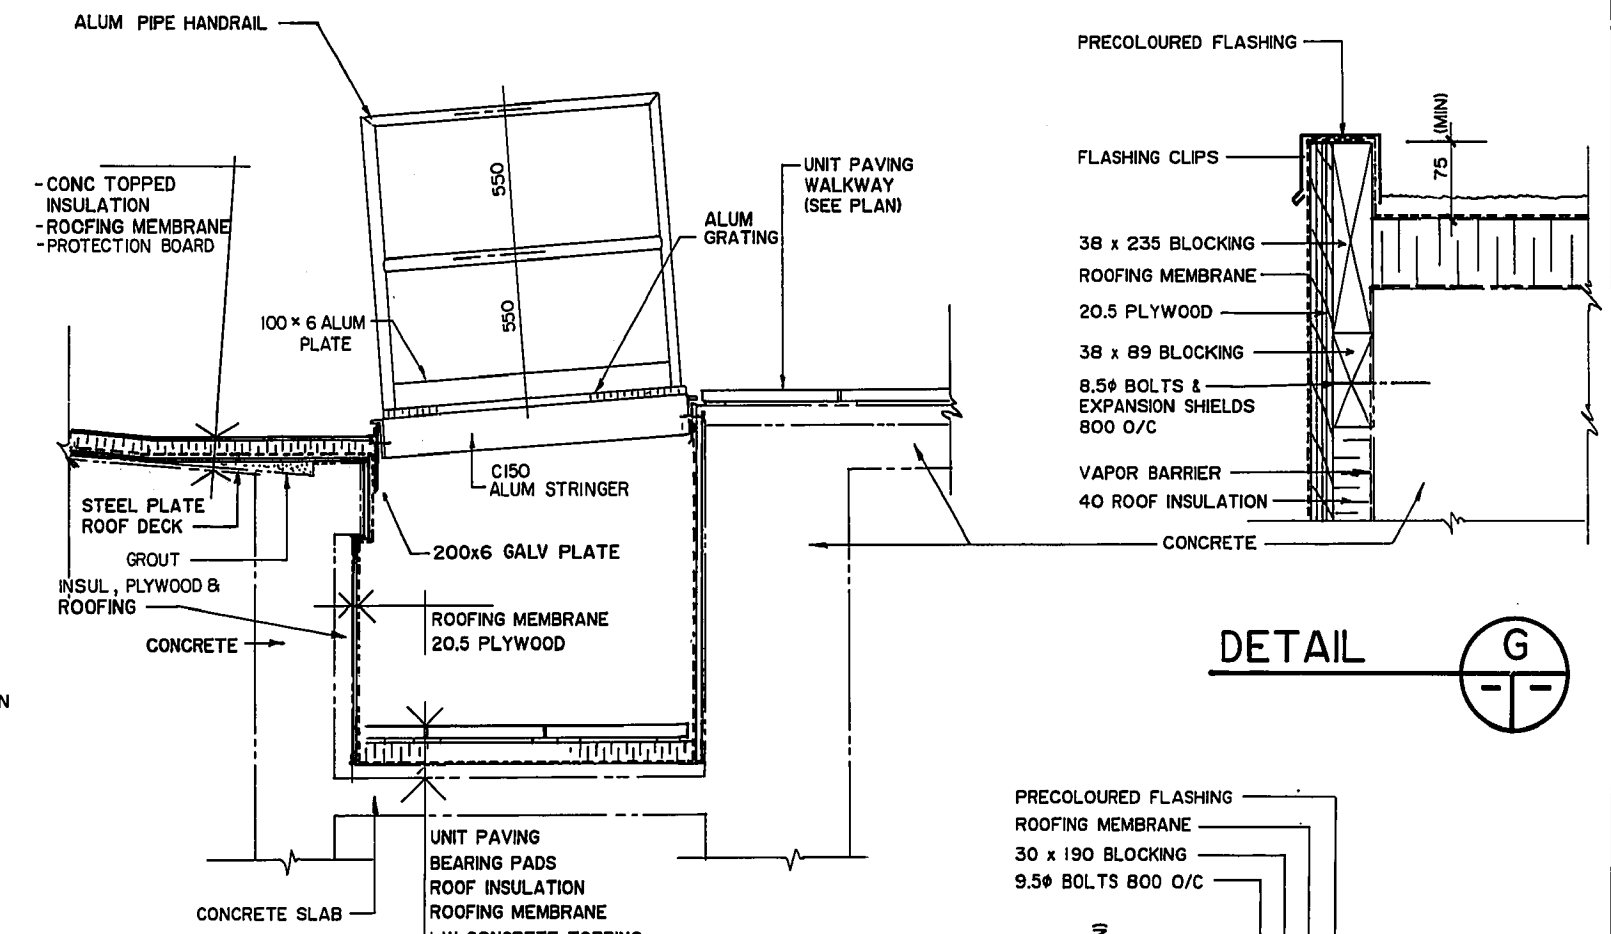 ALUM PIPE HANDRAIL
-CONC TOPPED
INSULATION
-ROOFING MEMBRANE
-PROTECTION BOARD
550
550
ALUM
GRATING
UNIT PAVING
WALKWAY
(SEE PLAN)
100 x 6 ALUM
PLATE
C150
ALUM STRINGER
STEEL PLATE
ROOF DECK
GROUT
200x6 GALV PLATE
INSUL, PLYWOOD &
ROOFING
CONCRETE
ROOFING MEMBRANE
20.5 PLYWOOD
N
UNIT PAVING
BEARING PADS
ROOF INSULATION
ROOFING MEMBRANE
CONCRETE TOPPING
CONCRETE SLAB
PRECOLOURED FLASHING
75 (MIN)
FLASHING CLIPS
38 x 235 BLOCKING
ROOFING MEMBRANE
20.5 PLYWOOD
38 x 89 BLOCKING
8.5φ BOLTS &
EXPANSION SHIELDS
800 O/C
VAPOR BARRIER
40 ROOF INSULATION
CONCRETE
DETAIL G
- -
PRECOLOURED FLASHING
ROOFING MEMBRANE
30 x 190 BLOCKING
9.5φ BOLTS 800 O/C